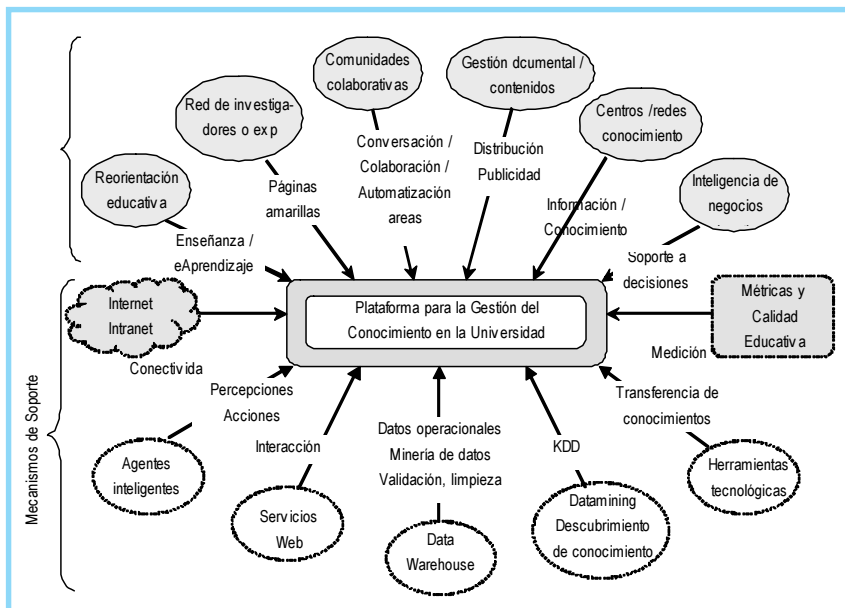 Comunidades
colaborativas
Gestión dcumental /
contenidos
Red de investiga-
dores o exp
Centros /redes
conocimiento
Conversación /
Colaboración /
Automatización
areas
Distribución
Publicidad
Reorientación
educativa
Páginas
amarillas
Inteligencia de
negocios
Información /
Conocimiento
Enseñanza /
eAprendizaje
Soporte a
decisiones
Internet
Intranet
Plataforma para la Gestión del
Conocimiento en la Universidad
Métricas y
Calidad
Educativa
Conectivida
Medición
Mecanismos de Soporte
Percepciones
Acciones
Transferencia de
conocimientos
Interacción
Datos operacionales
Minería de datos
Validación, limpieza
KDD
Agentes
inteligentes
Herramientas
tecnológicas
Servicios
Web
Data
Warehouse
Datamining
Descubrimiento
de conocimiento